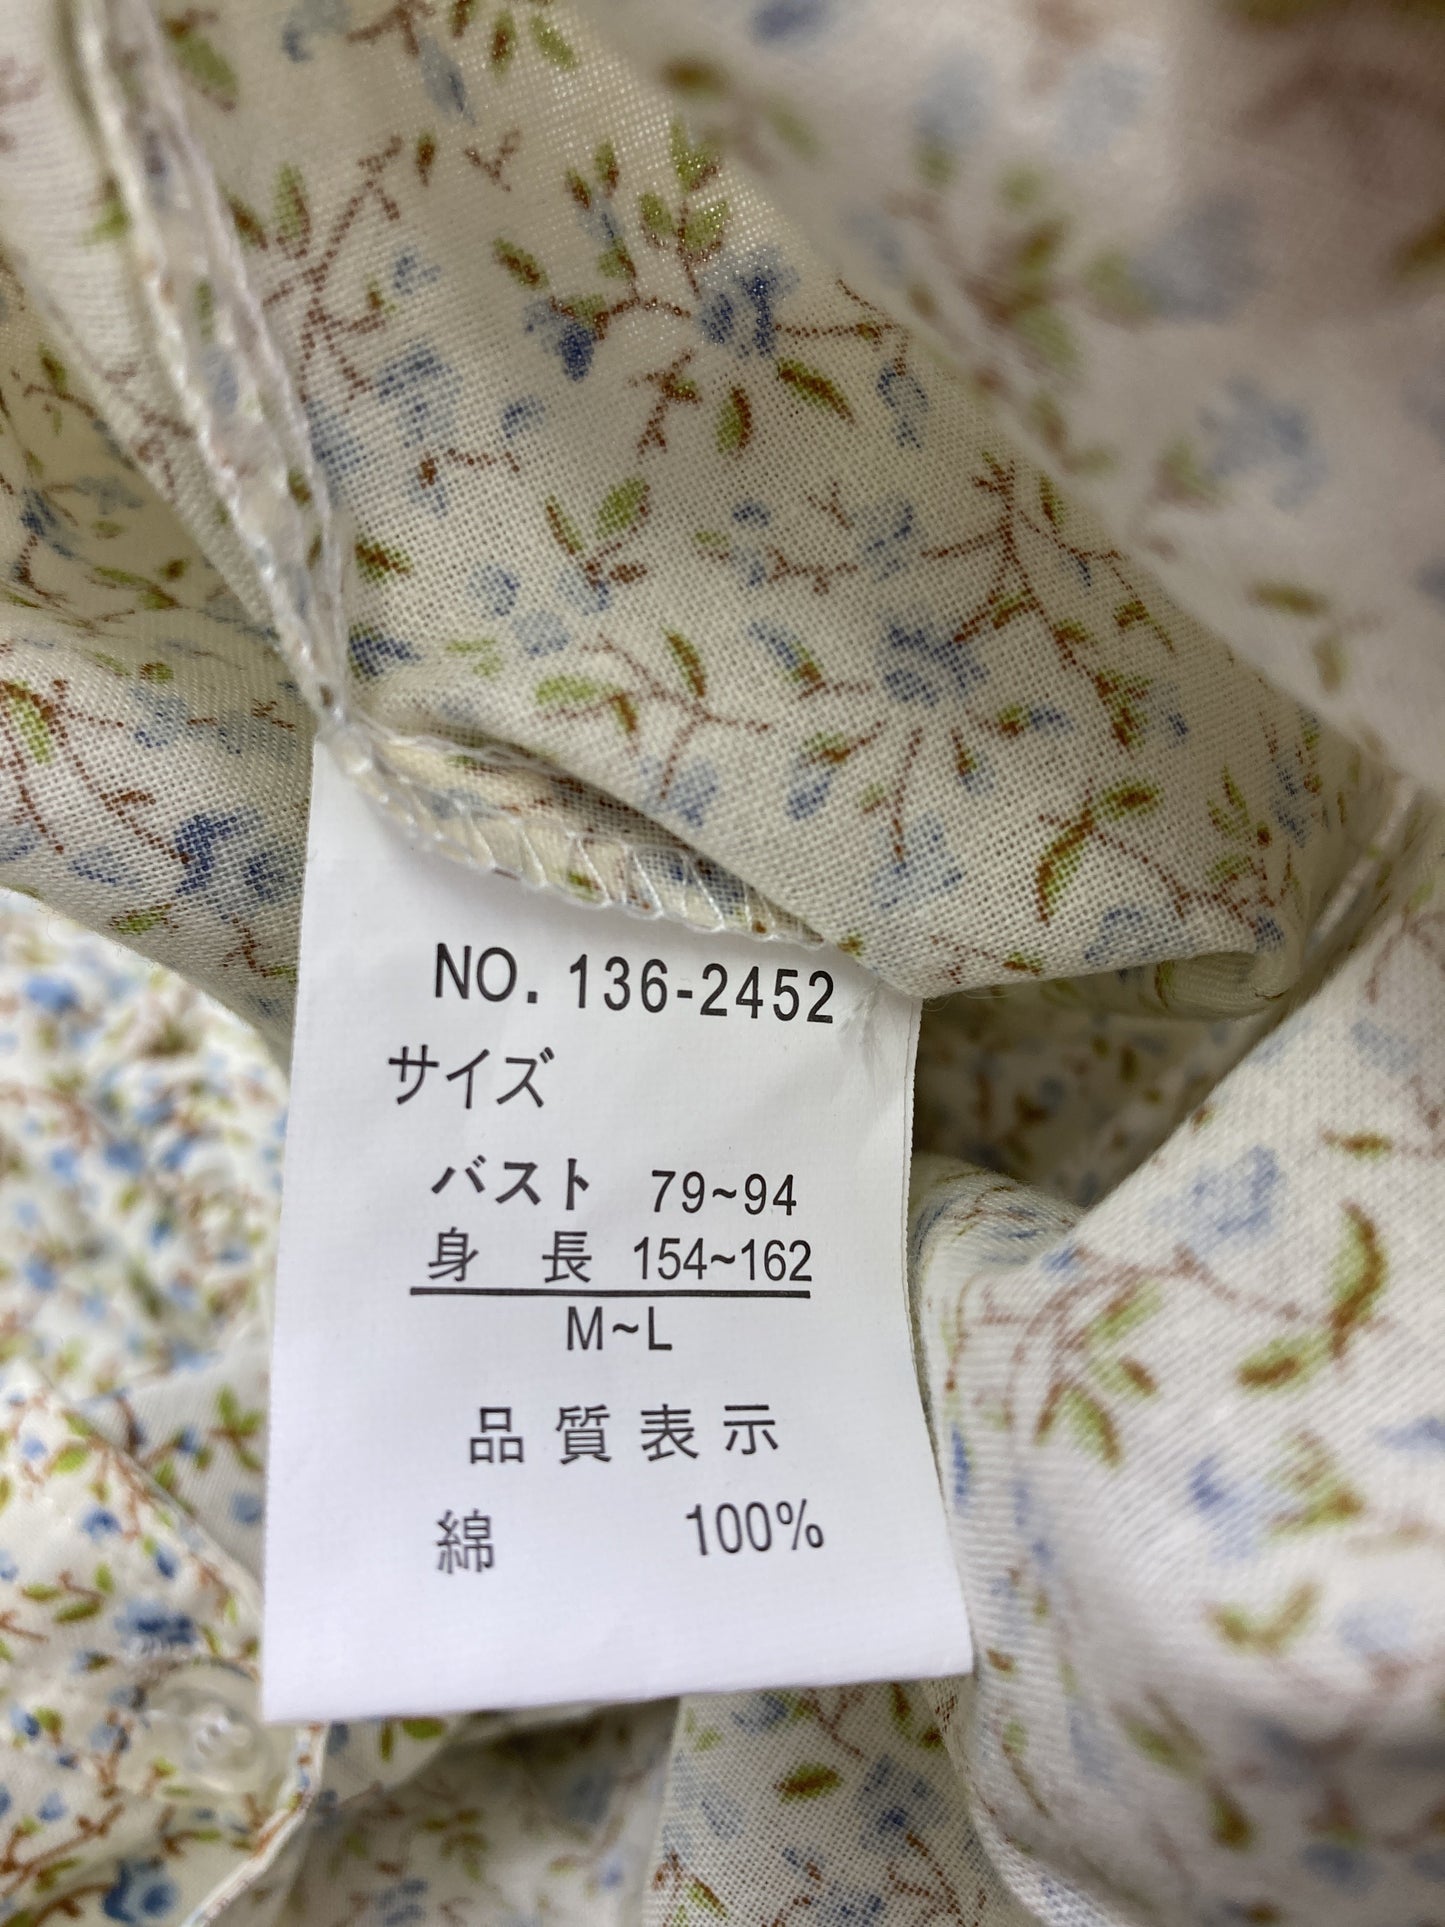 NO. 136-2452
サイズ
バスト 79~94
身 長 154~162
M~L
品質表示
綿 100%